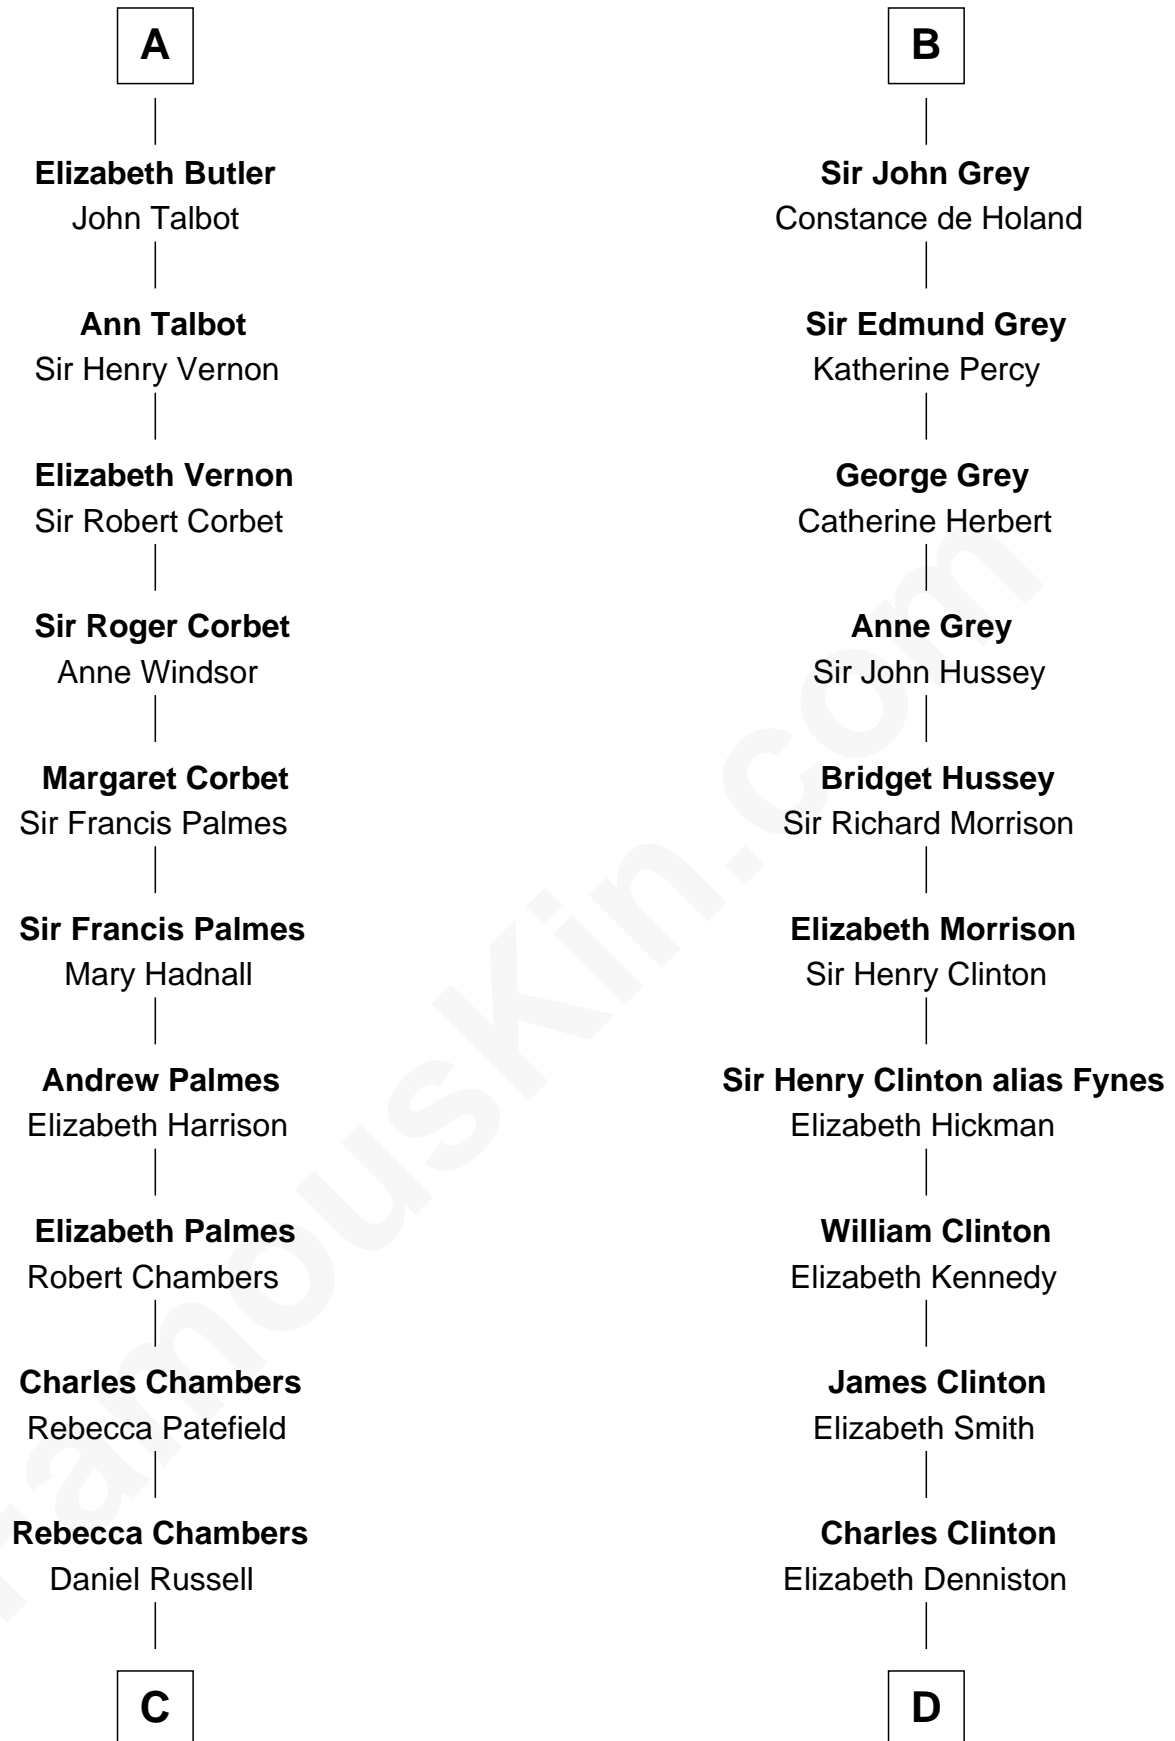 A
Elizabeth Butler
John Talbot
Ann Talbot
Sir Henry Vernon
Elizabeth Vernon
Sir Robert Corbet
Sir Roger Corbet
Anne Windsor
Margaret Corbet
Sir Francis Palmes
Sir Francis Palmes
Mary Hadnall
Andrew Palmes
Elizabeth Harrison
Elizabeth Palmes
Robert Chambers
Charles Chambers
Rebecca Patefield
Rebecca Chambers
Daniel Russell
C
B
Sir John Grey
Constance de Holand
Sir Edmund Grey
Katherine Percy
George Grey
Catherine Herbert
Anne Grey
Sir John Hussey
Bridget Hussey
Sir Richard Morrison
Elizabeth Morrison
Sir Henry Clinton
Sir Henry Clinton alias Fynes
Elizabeth Hickman
William Clinton
Elizabeth Kennedy
James Clinton
Elizabeth Smith
Charles Clinton
Elizabeth Denniston
D
FamousKin.com